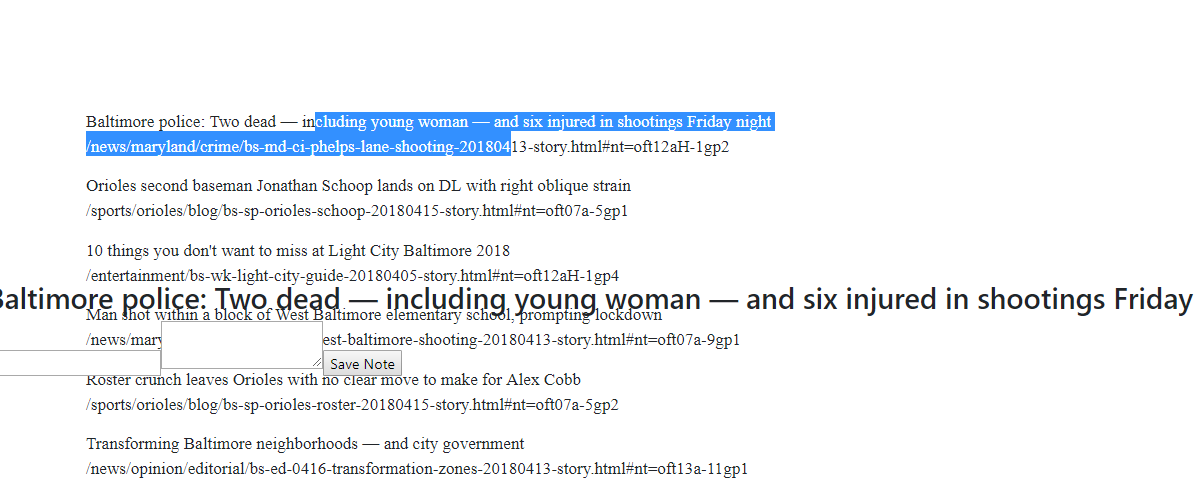 Baltimore police: Two dead — including young woman — and six injured in shootings Friday night
/news/maryland/crime/bs-md-ci-phelps-lane-shooting-20180413-story.html#nt=oft12aH-1gp2
Orioles second baseman Jonathan Schoop lands on DL with right oblique strain
/sports/orioles/blog/bs-sp-orioles-schoop-20180415-story.html#nt=oft07a-5gp1
10 things you don't want to miss at Light City Baltimore 2018
/entertainment/bs-wk-light-city-guide-20180405-story.html#nt=oft12aH-1gp4
Baltimore police: Two dead — including young woman — and six injured in shootings Friday
Man shot within a block of West Baltimore elementary school, prompting lockdown
/news/mary est-baltimore-shooting-20180413-story.html#nt=oft07a-9gp1
Save Note
Roster crunch leaves Orioles with no clear move to make for Alex Cobb
/sports/orioles/blog/bs-sp-orioles-roster-20180415-story.html#nt=oft07a-5gp2
Transforming Baltimore neighborhoods — and city government
/news/opinion/editorial/bs-ed-0416-transformation-zones-20180413-story.html#nt=oft13a-11gp1